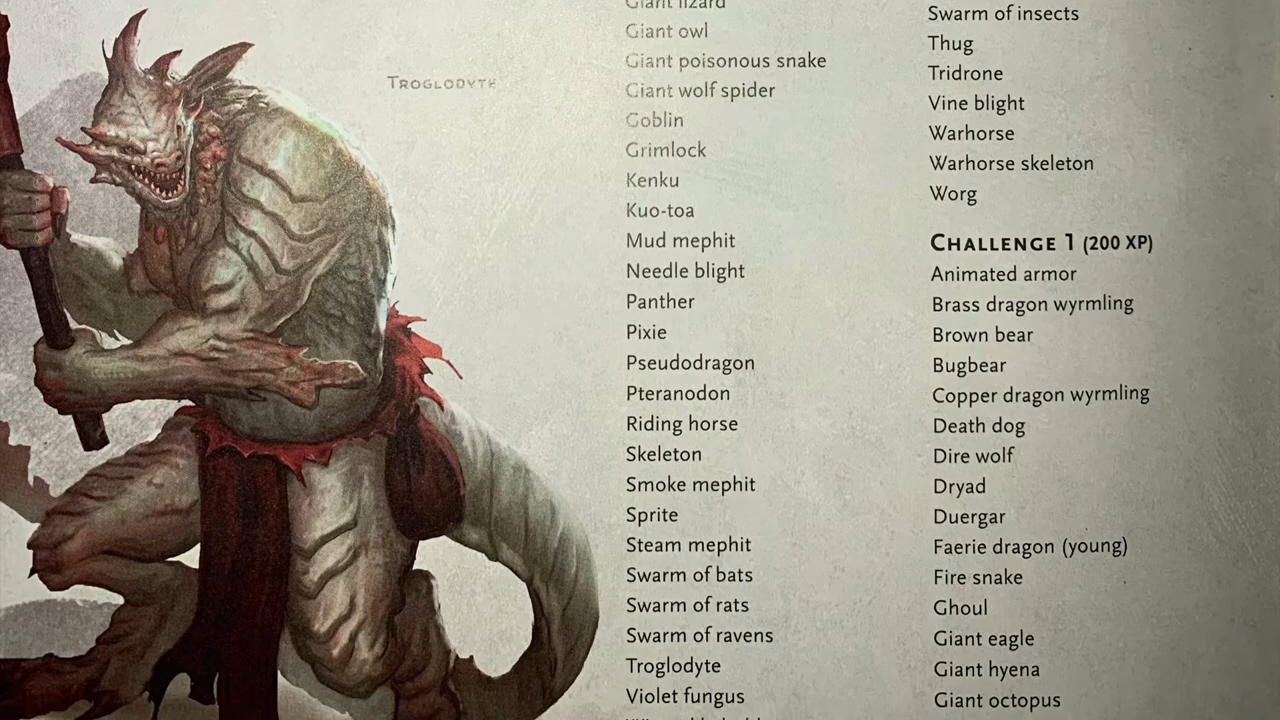 Troglodyte
Giant lizard
Giant owl
Giant poisonous snake
Giant wolf spider
Goblin
Grimlock
Kenku
Kuo-toa
Mud mephit
Needle blight
Panther
Pixie
Pseudodragon
Pteranodon
Riding horse
Skeleton
Smoke mephit
Sprite
Steam mephit
Swarm of bats
Swarm of rats
Swarm of ravens
Troglodyte
Violet fungus
Swarm of insects
Thug
Tridrone
Vine blight
Warhorse
Warhorse skeleton
Worg
Challenge 1 (200 XP)
Animated armor
Brass dragon wyrmling
Brown bear
Bugbear
Copper dragon wyrmling
Death dog
Dire wolf
Dryad
Duergar
Faerie dragon (young)
Fire snake
Ghoul
Giant eagle
Giant hyena
Giant octopus